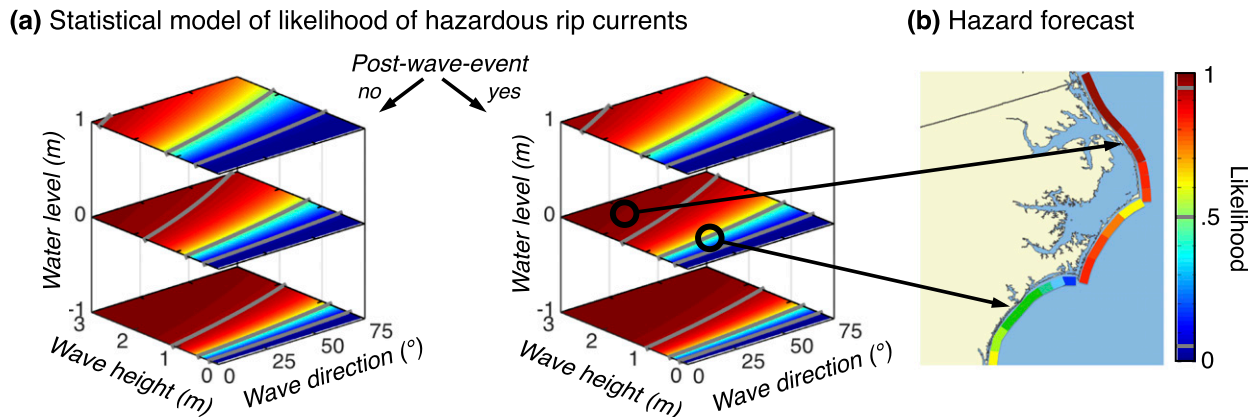 (a) Statistical model of likelihood of hazardous rip currents
Post-wave-event
no
yes
1
0
-1
Water level (m)
3
2
1
0
Wave height (m)
0
25
50
75
Wave direction (°)
1
0
-1
Water level (m)
3
2
1
0
Wave height (m)
0
25
50
75
Wave direction (°)
(b) Hazard forecast
1
.5
0
Likelihood